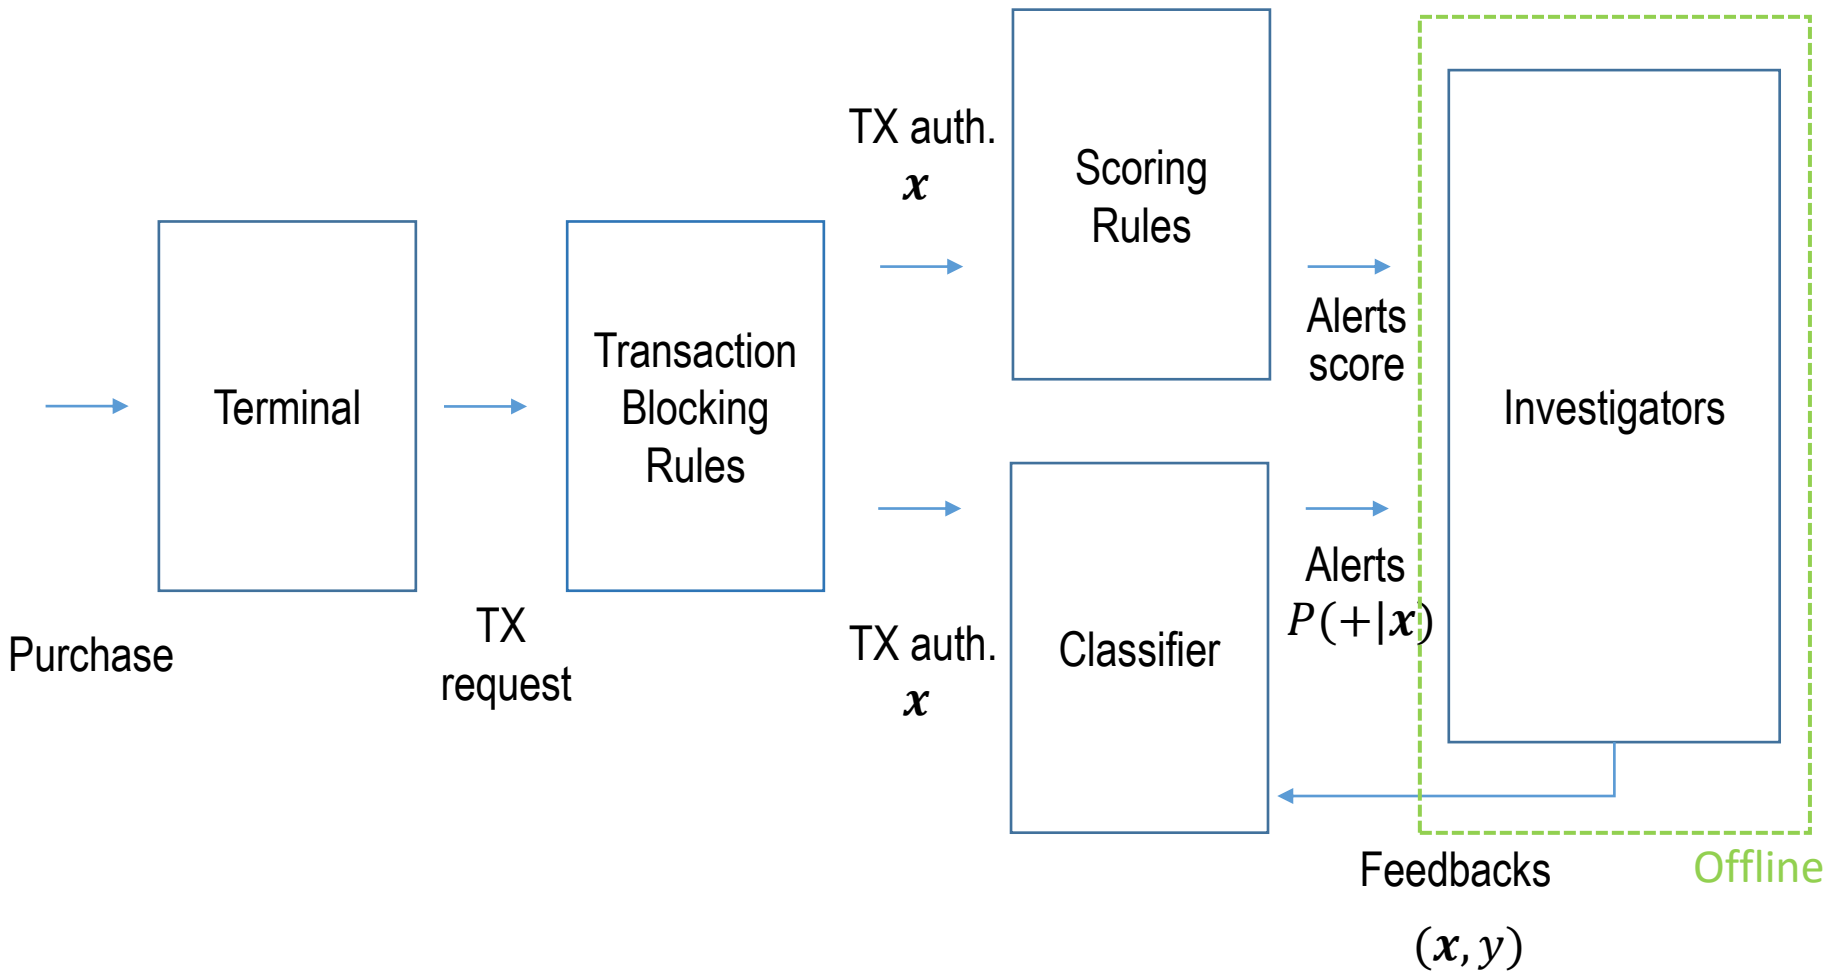 Purchase
Terminal
TX
request
Transaction
Blocking
Rules
TX auth.
x
Scoring
Rules
Alerts
score
TX auth.
x
Classifier
Alerts
P(+|x)
Investigators
Feedbacks
(x, y)
Offline